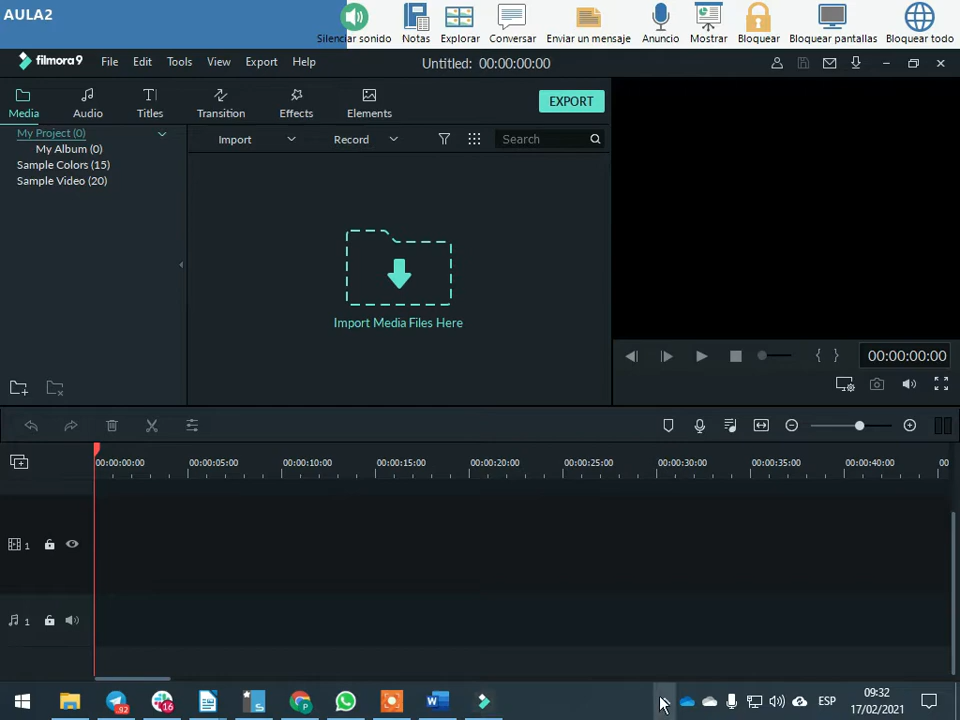 AULA2
Silenciar sonido
Notas
Explorar
Conversar
Enviar un mensaje
Anuncio
Mostrar
Bloquear
Bloquear pantallas
Bloquear todo
filmora9
File
Edit
Tools
View
Export
Help
Untitled: 00:00:00:00
Media
Audio
Titles
Transition
Effects
Elements
EXPORT
My Project (0)
My Album (0)
Sample Colors (15)
Sample Video (20)
Import
Record
Search
Import Media Files Here
{ }
00:00:00:00
00:00:00:00
00:00:05:00
00:00:10:00
00:00:15:00
00:00:20:00
00:00:25:00
00:00:30:00
00:00:35:00
00:00:40:00
00
1
1
92
16
ESP
09:32
17/02/2021